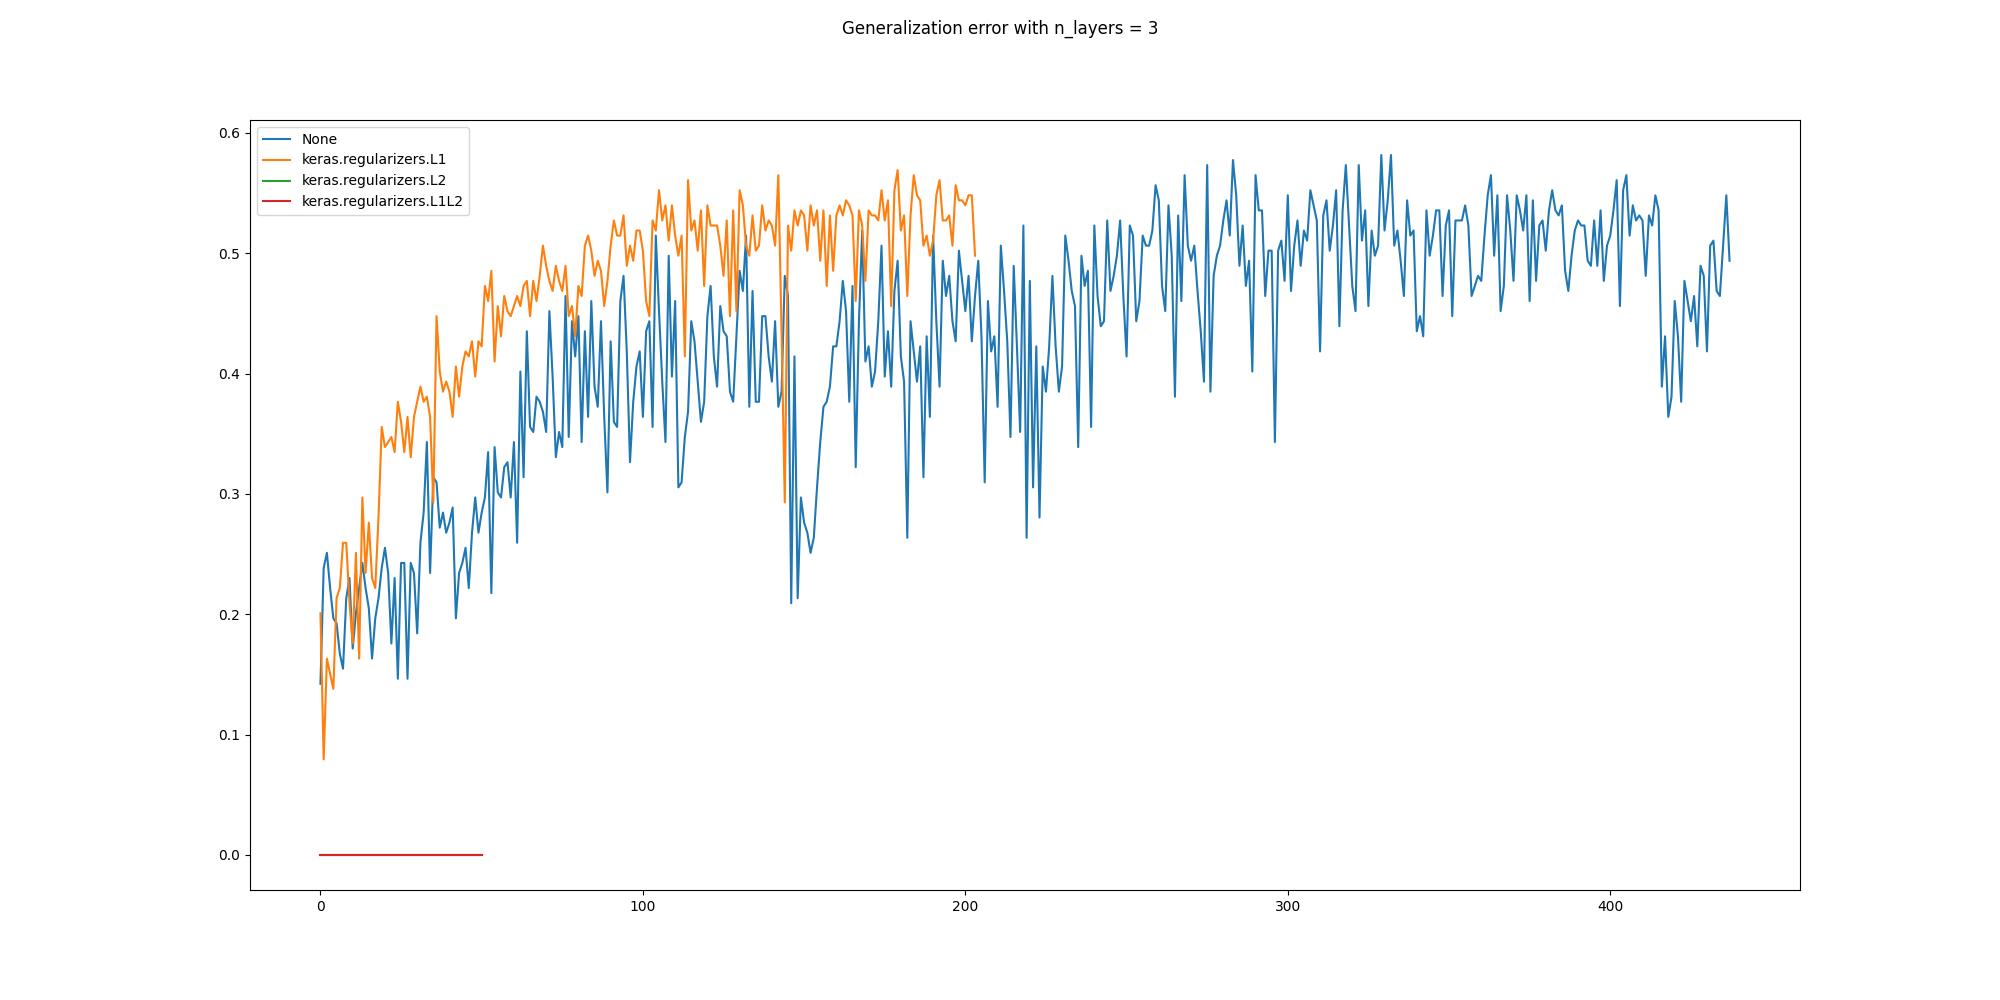 Generalization error with n_layers = 3
None
keras.regularizers.L1
keras.regularizers.L2
keras.regularizers.L1L2
0.6
0.5
0.4
0.3
0.2
0.1
0.0
0 100 200 300 400